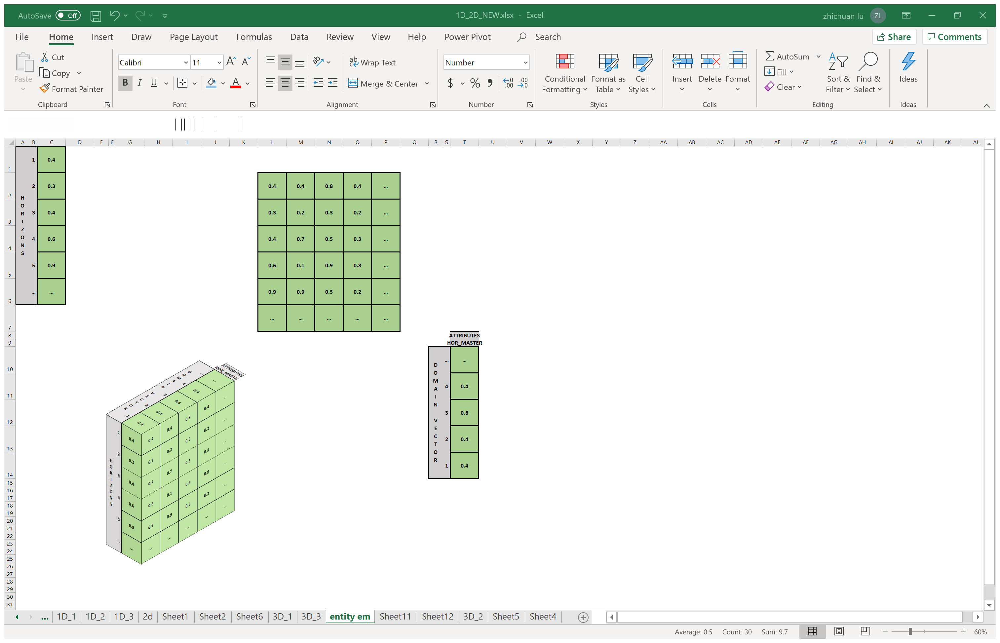 AutoSave Off 1D_2D_NEW.xlsx - Excel zhichuan lu ZL
File Home Insert Draw Page Layout Formulas Data Review View Help Power Pivot Search Share Comments
Cut Calibri 11 Wrap Text Number AutoSum
Copy Fill
Paste Conditional Format as Cell Insert Delete Format Sort & Find & Ideas
Format Painter B I U A Merge & Center $ % Formatting Table Styles Clear Filter Select
Clipboard Font Alignment Number Styles Cells Editing Ideas
A B C D E F G H I J K L M N O P Q R S T U V W X Y Z AA AB AC AD AE AF AG AH AI AJ AK AL
1
2
3
4
5
6
7
8
9
10
11
12
13
14
15
16
17
18
19
20
21
22
23
24
25
26
27
28
29
30
31
HORIZONS
1 0.4
2 0.3
3 0.4
4 0.6
5 0.9
... ...
0.4 0.4 0.8 0.4 ...
0.3 0.2 0.3 0.2 ...
0.4 0.7 0.5 0.3 ...
0.6 0.1 0.9 0.8 ...
0.9 0.9 0.5 0.2 ...
... ... ... ... ...
ATTRIBUTES
HOR_MASTER
DOMAIN VECTOR
... ...
4 0.4
3 0.8
2 0.4
1 0.4
ATTRIBUTES
HOR_MASTE
DOMAIN VECTOR
1 2 3 4 ...
0.4 0.4 0.8 0.4 ...
HORIZONS
1 0.4
2 0.3
3 0.4
4 0.6
5 0.9
... ...
0.4 0.4 0.8 0.4 ...
0.3 0.2 0.3 0.2 ...
0.4 0.7 0.5 0.3 ...
0.6 0.1 0.9 0.8 ...
0.9 0.9 0.5 0.2 ...
... ... ... ... ...
... 1D_1 1D_2 1D_3 2d Sheet1 Sheet2 Sheet6 3D_1 3D_3 entity em Sheet11 Sheet12 3D_2 Sheet5 Sheet4
Average: 0.5 Count: 30 Sum: 9.7 60%